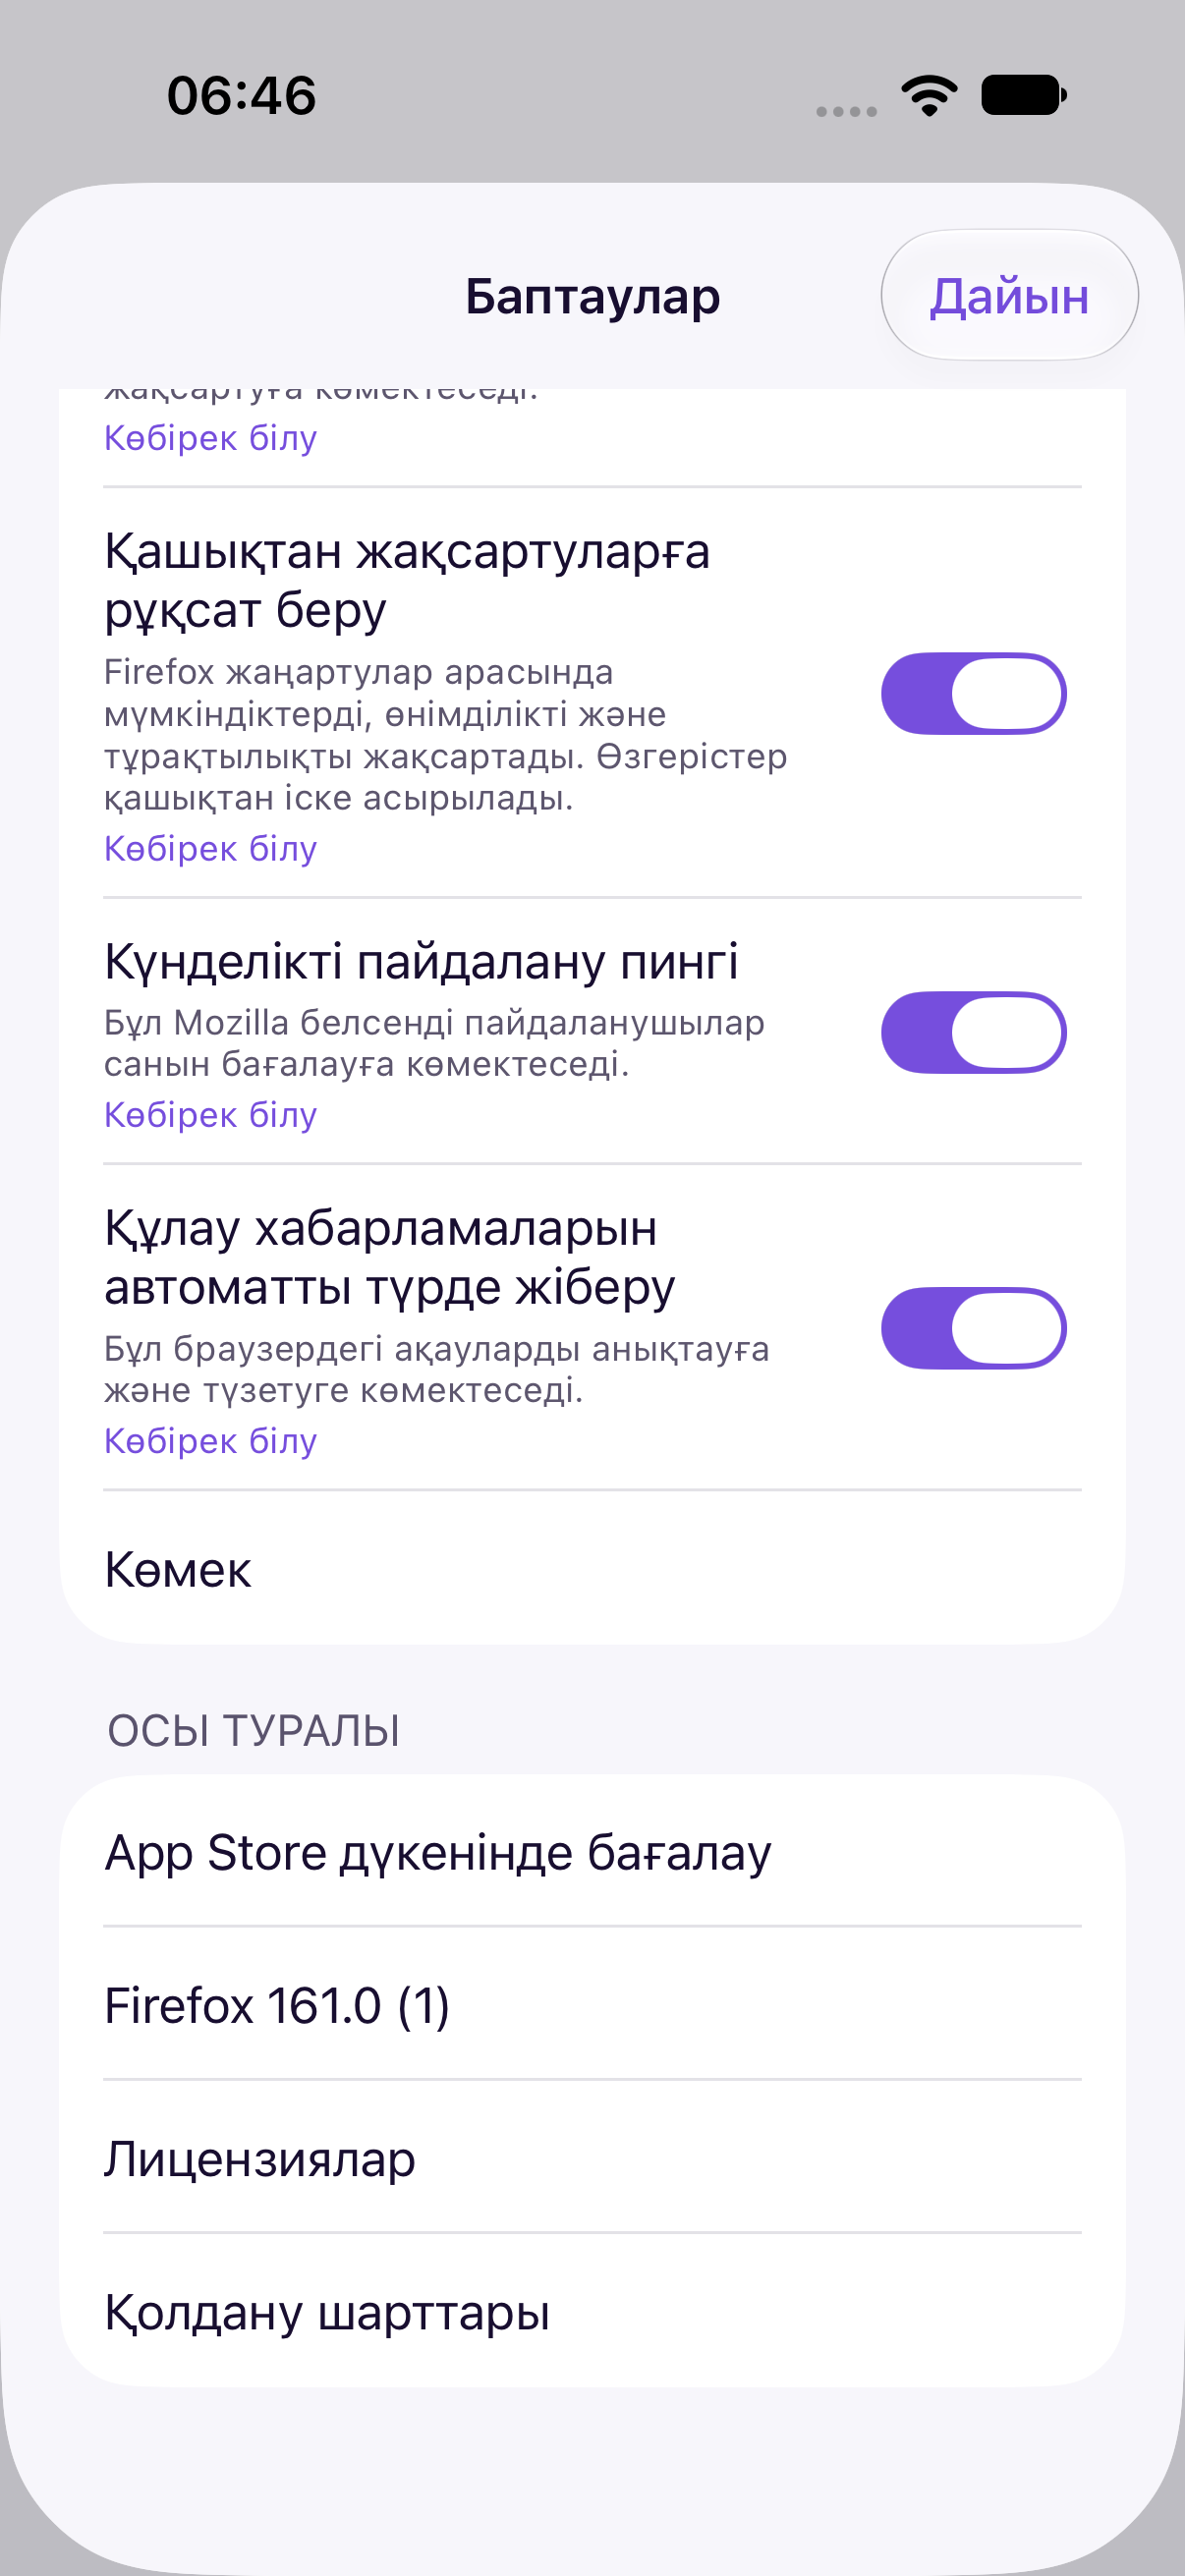 06:46
Баптаулар
Дайын
жақсартуға көмектеседі.
Көбірек білу
Қашықтан жақсартуларға
рұқсат беру
Firefox жаңартулар арасында
мүмкіндіктерді, өнімділікті және
тұрақтылықты жақсартады. Өзгерістер
қашықтан іске асырылады.
Көбірек білу
Күнделікті пайдалану пингі
Бұл Mozilla белсенді пайдаланушылар
санын бағалауға көмектеседі.
Көбірек білу
Құлау хабарламаларын
автоматты түрде жіберу
Бұл браузердегі ақауларды анықтауға
және түзетуге көмектеседі.
Көбірек білу
Көмек
ОСЫ ТУРАЛЫ
App Store дүкенінде бағалау
Firefox 161.0 (1)
Лицензиялар
Қолдану шарттары